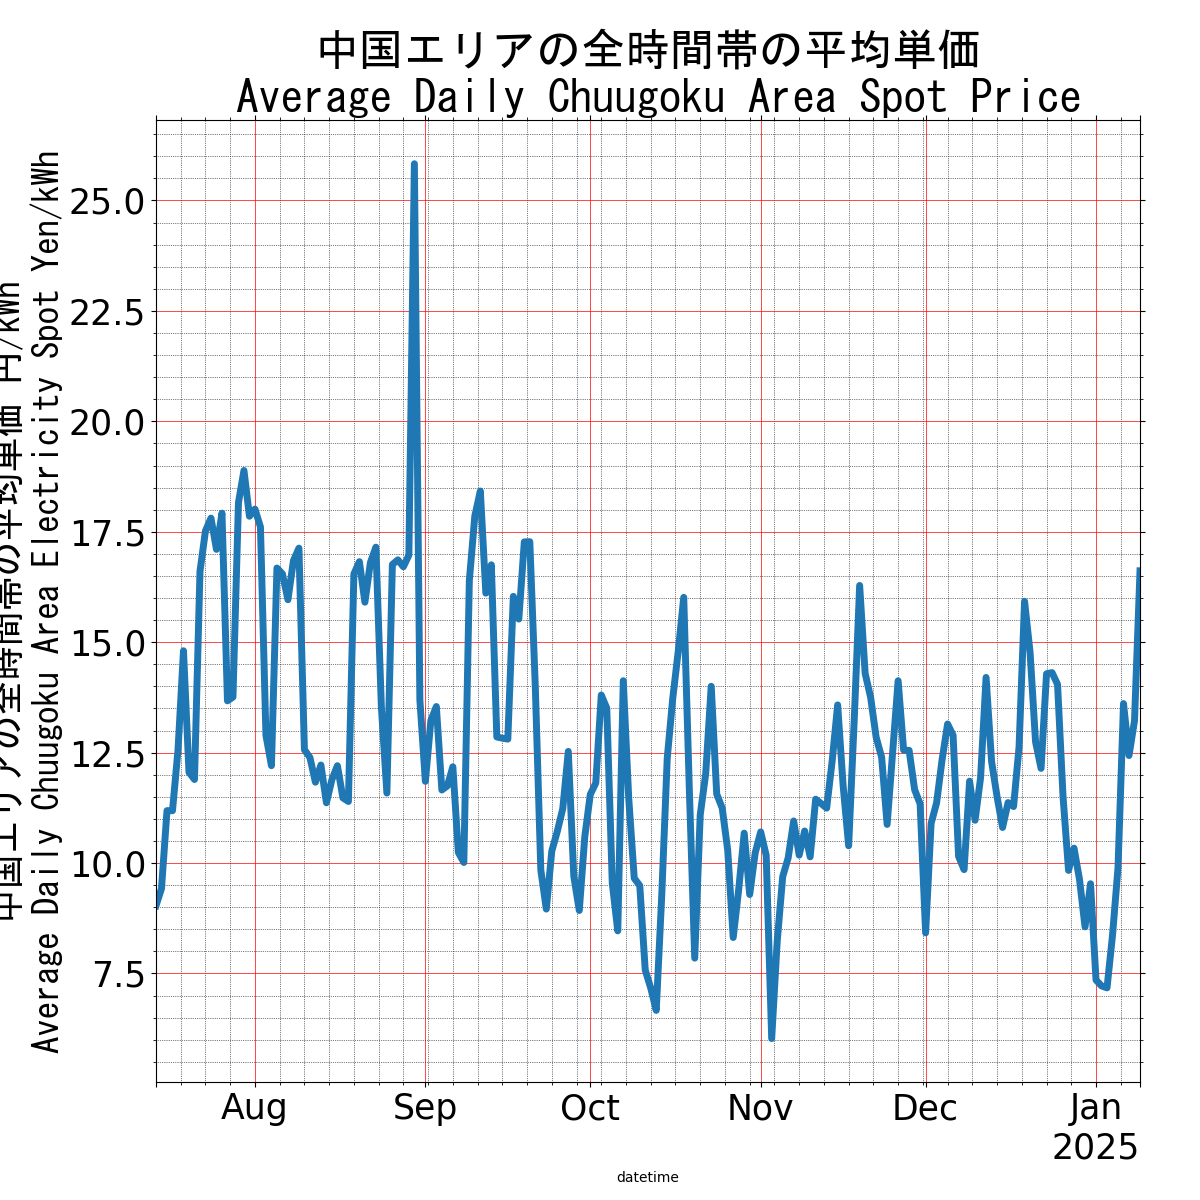 中国エリアの全時間帯の平均単価
Average Daily Chuugoku Area Spot Price
中国エリアの全時間帯の平均単価 円/kWh
Average Daily Chuugoku Area Electricity Spot Yen/kWh
25.0
22.5
20.0
17.5
15.0
12.5
10.0
7.5
Aug Sep Oct Nov Dec Jan
2025
datetime